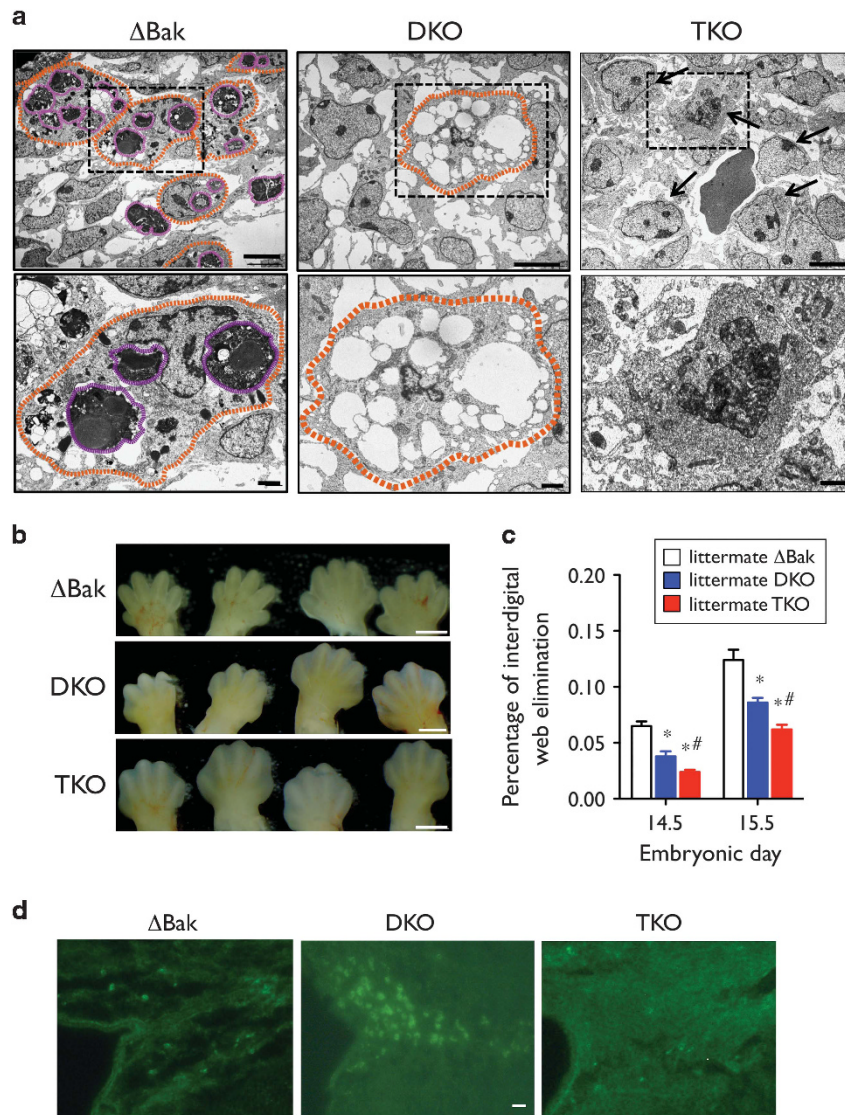 a
ΔBak DKO TKO
b
ΔBak
DKO
TKO
c
littermate ΔBak
littermate DKO
littermate TKO
Percentage of interdigital
web elimination
0.20
0.15
0.10
0.05
0.00
*
*#
*
*#
14.5 15.5
Embryonic day
d
ΔBak DKO TKO